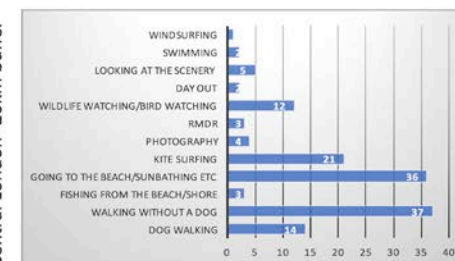 WINDSURFING
SWIMMING 2
LOOKING AT THE SCENERY 5
DAY OUT 2
WILDLIFE WATCHING/BIRD WATCHING 12
RMDR 3
PHOTOGRAPHY 4
KITE SURFING 21
GOING TO THE BEACH/SUNBATHING ETC 36
FISHING FROM THE BEACH/SHORE 3
WALKING WITHOUT A DOG 37
DOG WALKING 14
0 5 10 15 20 25 30 35 40